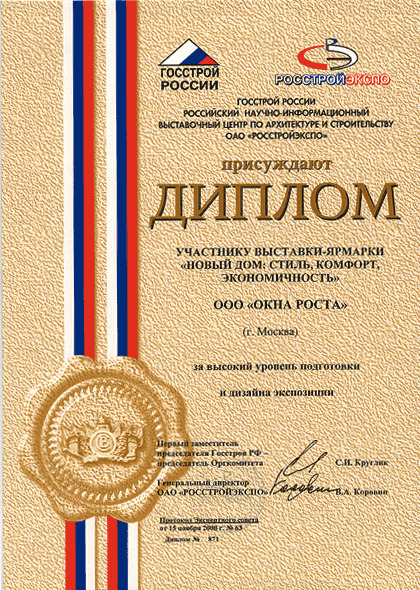 ГОССТРОЙ
РОССИИ
РОССТРОЙЭКСПО
ГОССТРОЙ РОССИИ
РОССИЙСКИЙ НАУЧНО-ИНФОРМАЦИОННЫЙ
ВЫСТАВОЧНЫЙ ЦЕНТР ПО АРХИТЕКТУРЕ И СТРОИТЕЛЬСТВУ
ОАО «РОССТРОЙЭКСПО»
присуждают
ДИПЛОМ
УЧАСТНИКУ ВЫСТАВКИ-ЯРМАРКИ
«НОВЫЙ ДОМ: СТИЛЬ, КОМФОРТ,
ЭКОНОМИЧНОСТЬ»
ООО «ОКНА РОСТА»
(г. Москва)
за высокий уровень подготовки
и дизайна экспозиции
Первый заместитель
председателя Госстроя РФ
председатель Оргкомитета С.И. Круглик
Генеральный директор
ОАО «РОССТРОЙЭКСПО» В.А. Коровин
Протокол Экспертного совета
от 15 ноября 2000 г. № 63
Диплом № 871